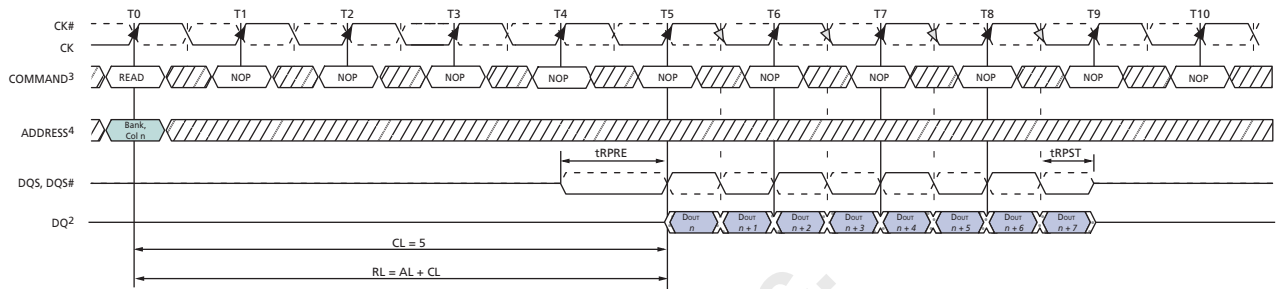 T0 T1 T2 T3 T4 T5 T6 T7 T8 T9 T10
CK#
CK
COMMAND3 READ NOP NOP NOP NOP NOP NOP NOP NOP NOP NOP
ADDRESS4 Bank,
Col n
tRPRE tRPST
DQS, DQS#
DQ2 DOUT n DOUT n + 1 DOUT n + 2 DOUT n + 3 DOUT n + 4 DOUT n + 5 DOUT n + 6 DOUT n + 7
CL = 5
RL = AL + CL